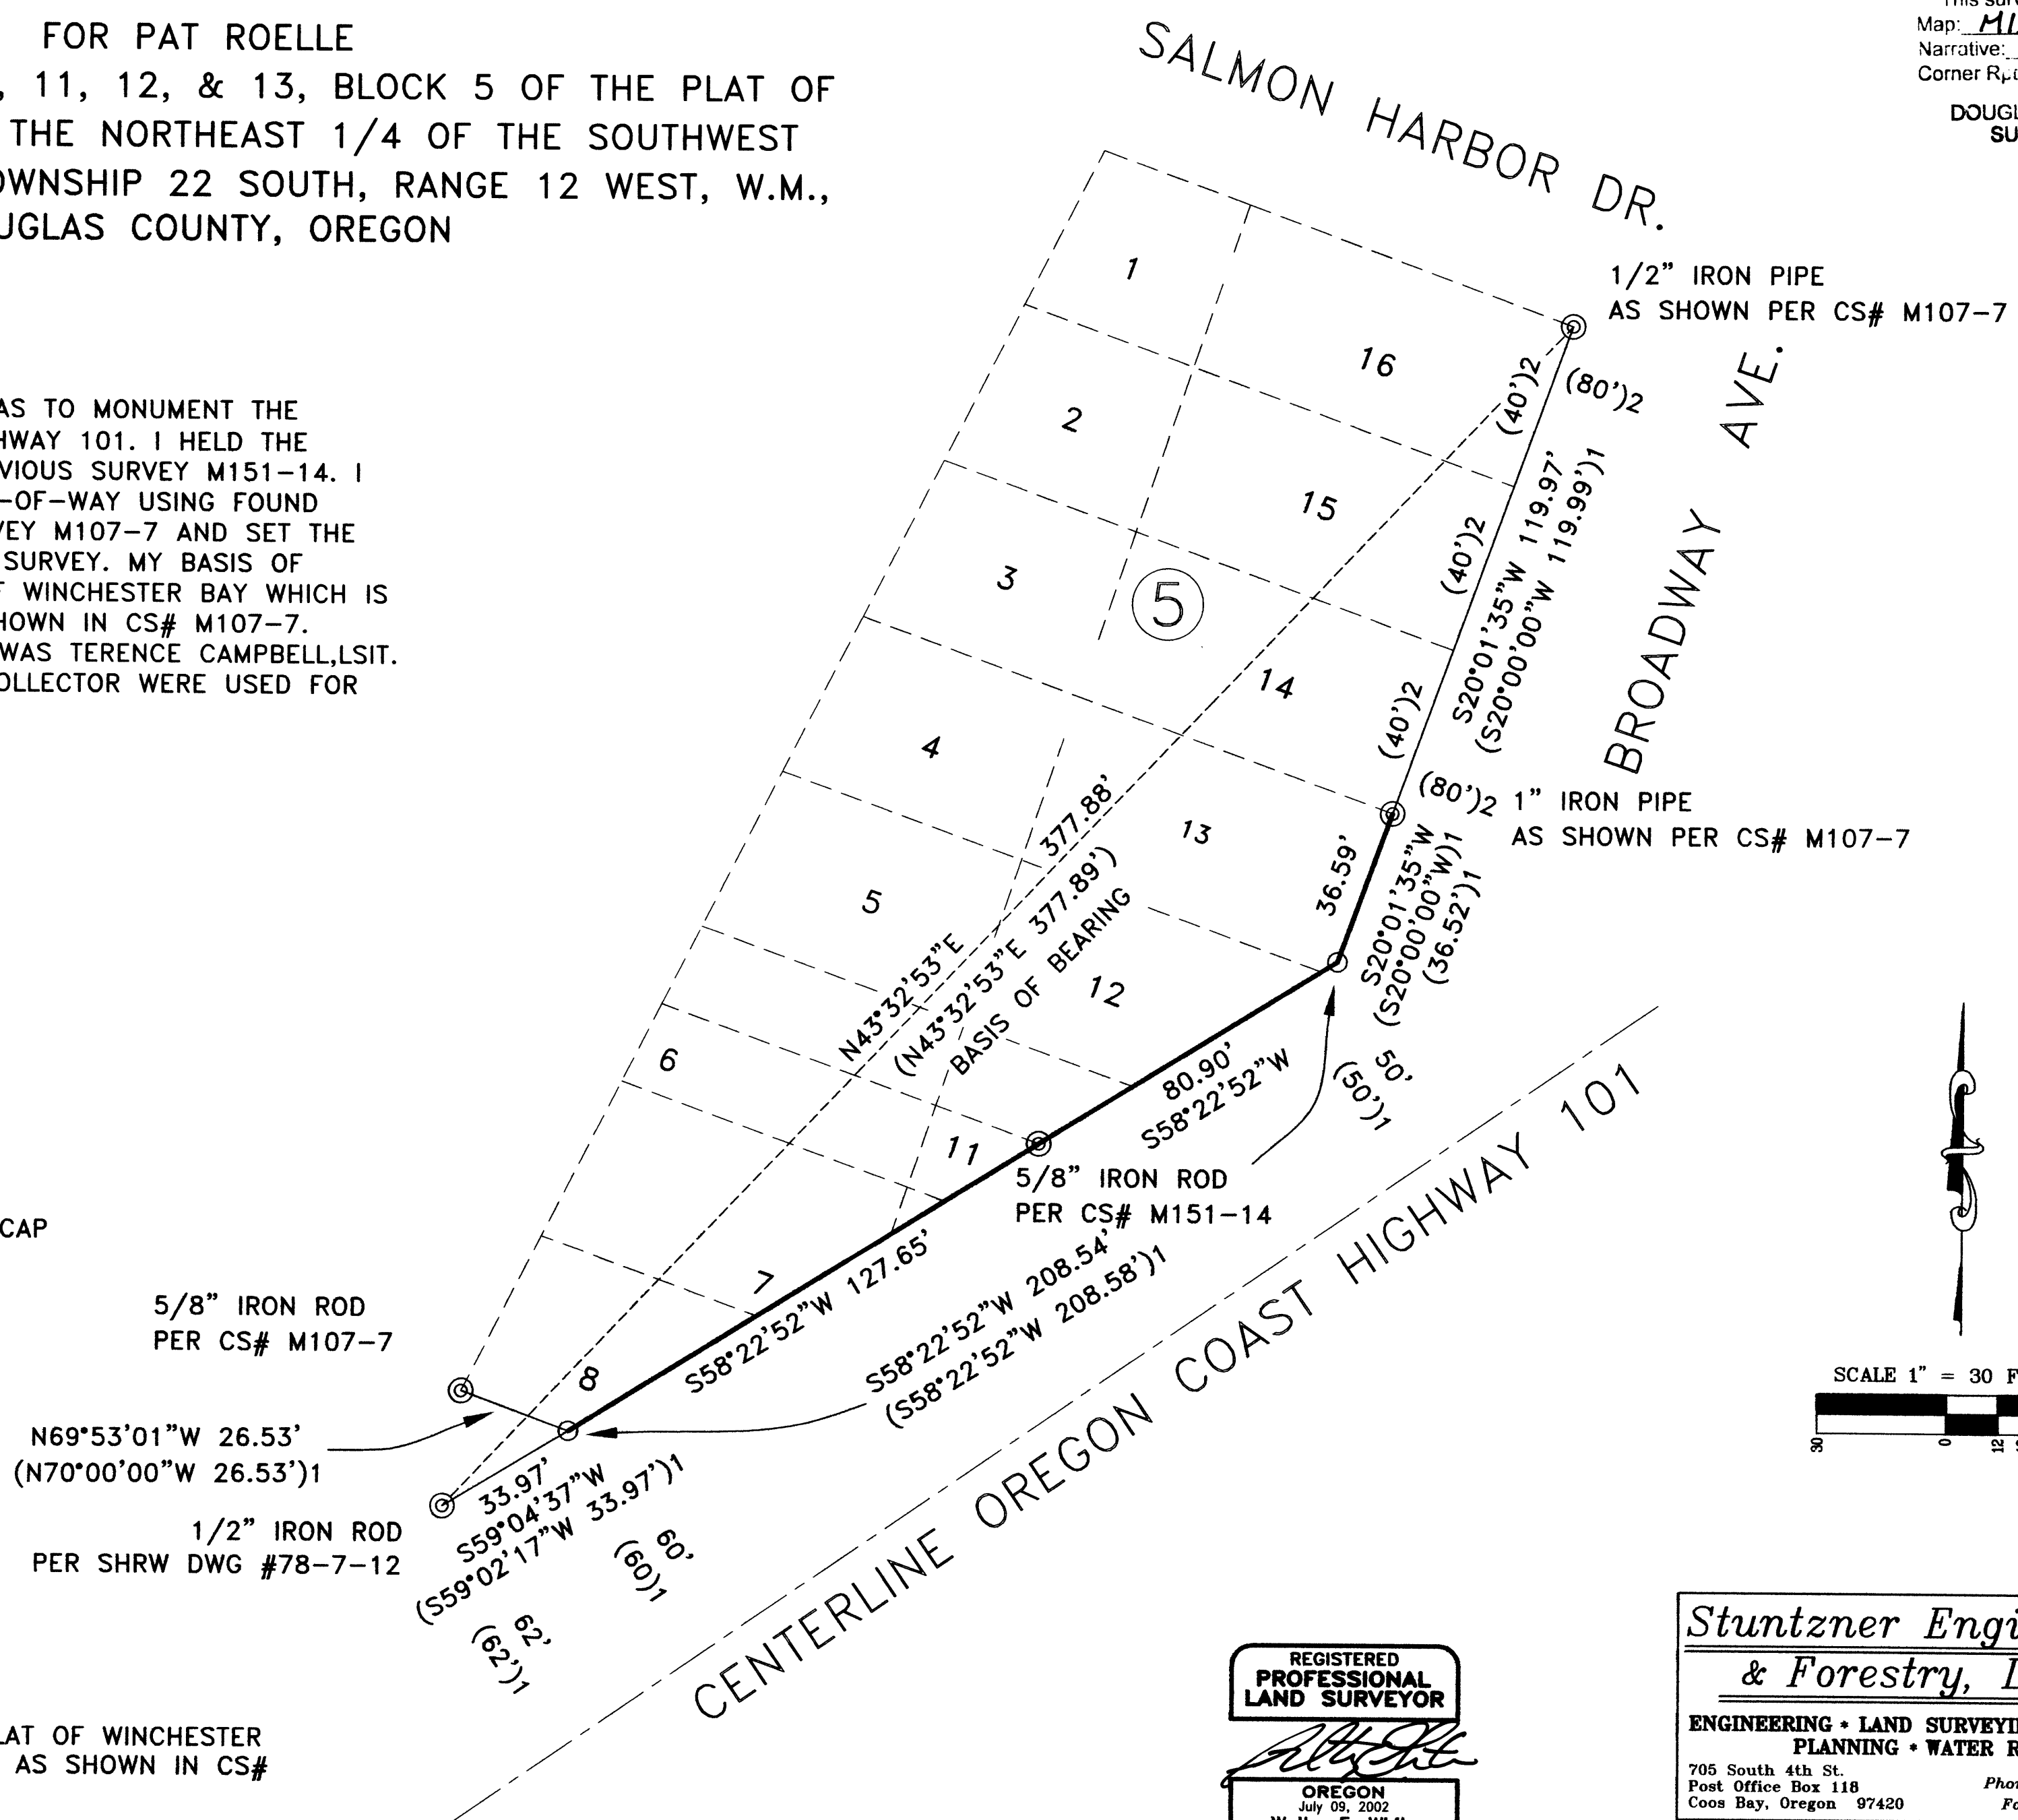 FOR PAT ROELLE
, 11, 12, & 13, BLOCK 5 OF THE PLAT OF
THE NORTHEAST 1/4 OF THE SOUTHWEST
OWNSHIP 22 SOUTH, RANGE 12 WEST, W.M.,
UGLAS COUNTY, OREGON
Map:
Narrative:
Corner
DOUGL
SU
SALMON HARBOR DR.
1/2" IRON PIPE
AS SHOWN PER CS# M107-7
AS TO MONUMENT THE
HWAY 101. I HELD THE
VIOUS SURVEY M151-14. I
-OF-WAY USING FOUND
VEY M107-7 AND SET THE
SURVEY. MY BASIS OF
F WINCHESTER BAY WHICH IS
HOWN IN CS# M107-7.
WAS TERENCE CAMPBELL,LSIT.
OLLECTOR WERE USED FOR
1
2
3
4
5
6
7
8
16
15
14
13
12
11
5
(40')2
(40')2
(40')2
(80')2
S20°01'35"W 119.97'
(S20°00'00"W 119.99')1
BROADWAY AVE.
(80')2
1" IRON PIPE
AS SHOWN PER CS# M107-7
36.59'
S20°01'35"W
(S20°00'00"W)1
(36.52')1
N43°32'53"E 377.88'
(N43°32'53"E 377.89')
BASIS OF BEARING
80.90'
S58°22'52"W
50'
(50')1
5/8" IRON ROD
PER CS# M151-14
S58°22'52"W 127.65'
S58°22'52"W 208.54'
(S58°22'52"W 208.58')1
CENTERLINE OREGON COAST HIGHWAY 101
CAP
5/8" IRON ROD
PER CS# M107-7
N69°53'01"W 26.53'
(N70°00'00"W 26.53')1
33.97'
S59°04'37"W
(S59°02'17"W 33.97')1
1/2" IRON ROD
PER SHRW DWG #78-7-12
60'
(60)1
62'
(62')1
SCALE 1" = 30 F
30 0 12
LAT OF WINCHESTER
AS SHOWN IN CS#
REGISTERED
PROFESSIONAL
LAND SURVEYOR
OREGON
July 09, 2002
Stuntzner Engi
& Forestry, L
ENGINEERING * LAND SURVEYI
PLANNING * WATER R
705 South 4th St.
Post Office Box 118
Coos Bay, Oregon 97420
Phon
Fa